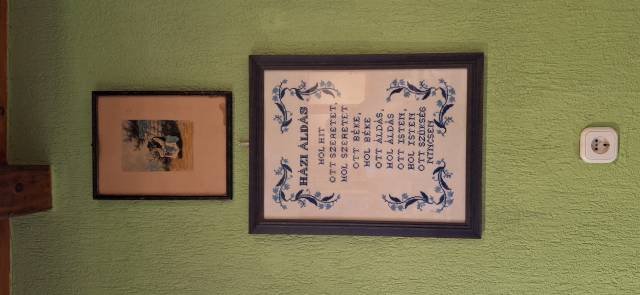 HÁZI ÁLDÁS
HOL HIT
OTT SZERETET,
HOL SZERETET
OTT BÉKE,
HOL BÉKE
OTT ÁLDÁS,
HOL ÁLDÁS
OTT ISTEN,
HOL ISTEN
OTT SZÜKSÉG
NINCSEN.